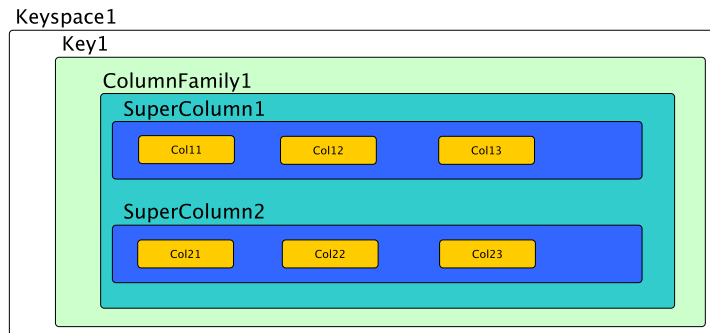 Keyspace1
Key1
ColumnFamily1
SuperColumn1
Col11 Col12 Col13
SuperColumn2
Col21 Col22 Col23